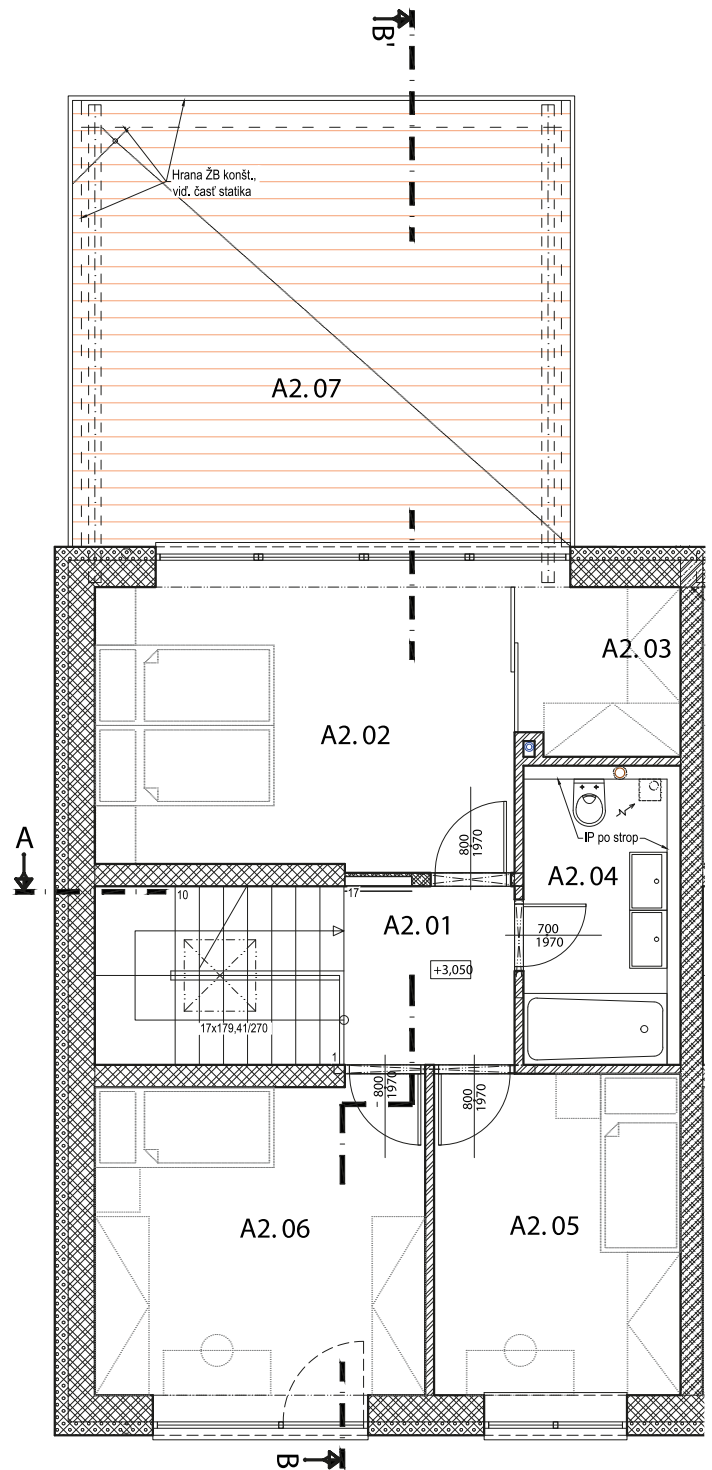 B'
Hrana ŽB konšt.,
viď. časť statika
A2. 07
A2. 03
A2. 02
IP po strop
A
800
1970
A2. 04
10
17
A2. 01
700
1970
+3,050
17x179,41/270
1
800
1970
800
1970
A2. 06
A2. 05
B